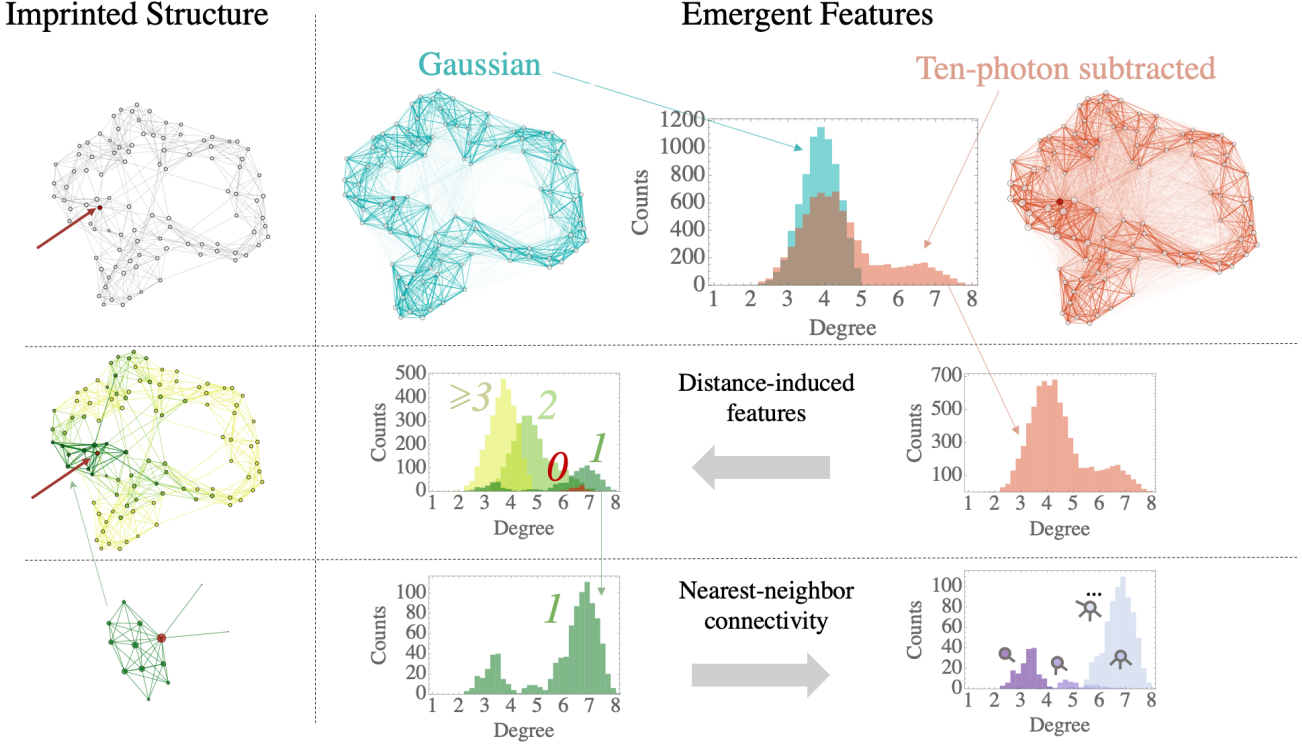 Imprinted Structure
Emergent Features
Gaussian
Ten-photon subtracted
1200
1000
800
600
400
200
0
Counts
1 2 3 4 5 6 7 8
Degree
500
400
300
200
100
0
Counts
⩾3
2
0
1
1 2 3 4 5 6 7 8
Degree
Distance-induced
features
700
500
300
100
Counts
1 2 3 4 5 6 7 8
Degree
100
80
60
40
20
0
Counts
1
1 2 3 4 5 6 7 8
Degree
Nearest-neighbor
connectivity
100
80
60
40
20
0
Counts
...
1 2 3 4 5 6 7 8
Degree